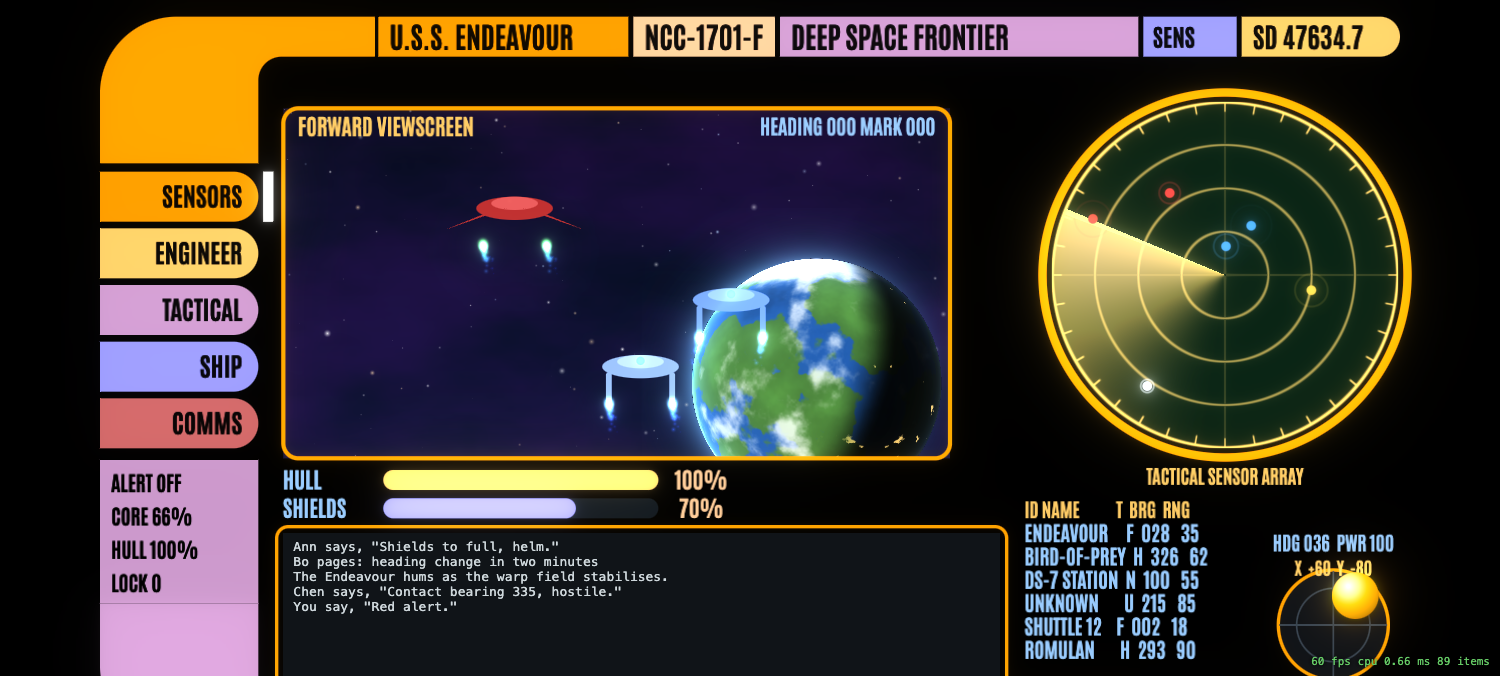 U.S.S. ENDEAVOUR NCC-1701-F DEEP SPACE FRONTIER SENS SD 47634.7
FORWARD VIEWSCREEN HEADING 000 MARK 000
SENSORS
ENGINEER
TACTICAL
SHIP
COMMS
ALERT OFF
CORE 66%
HULL 100%
LOCK 0
HULL 100%
SHIELDS 70%
Ann says, "Shields to full, helm."
Bo pages: heading change in two minutes
The Endeavour hums as the warp field stabilises.
Chen says, "Contact bearing 335, hostile."
You say, "Red alert."
TACTICAL SENSOR ARRAY
ID NAME T BRG RNG
ENDEAVOUR F 028 35
BIRD-OF-PREY H 326 62
DS-7 STATION N 100 55
UNKNOWN U 215 85
SHUTTLE 12 F 002 18
ROMULAN H 293 90
HDG 036 PWR 100
X +60 Y -80
60 fps cpu 0.66 ms 89 items